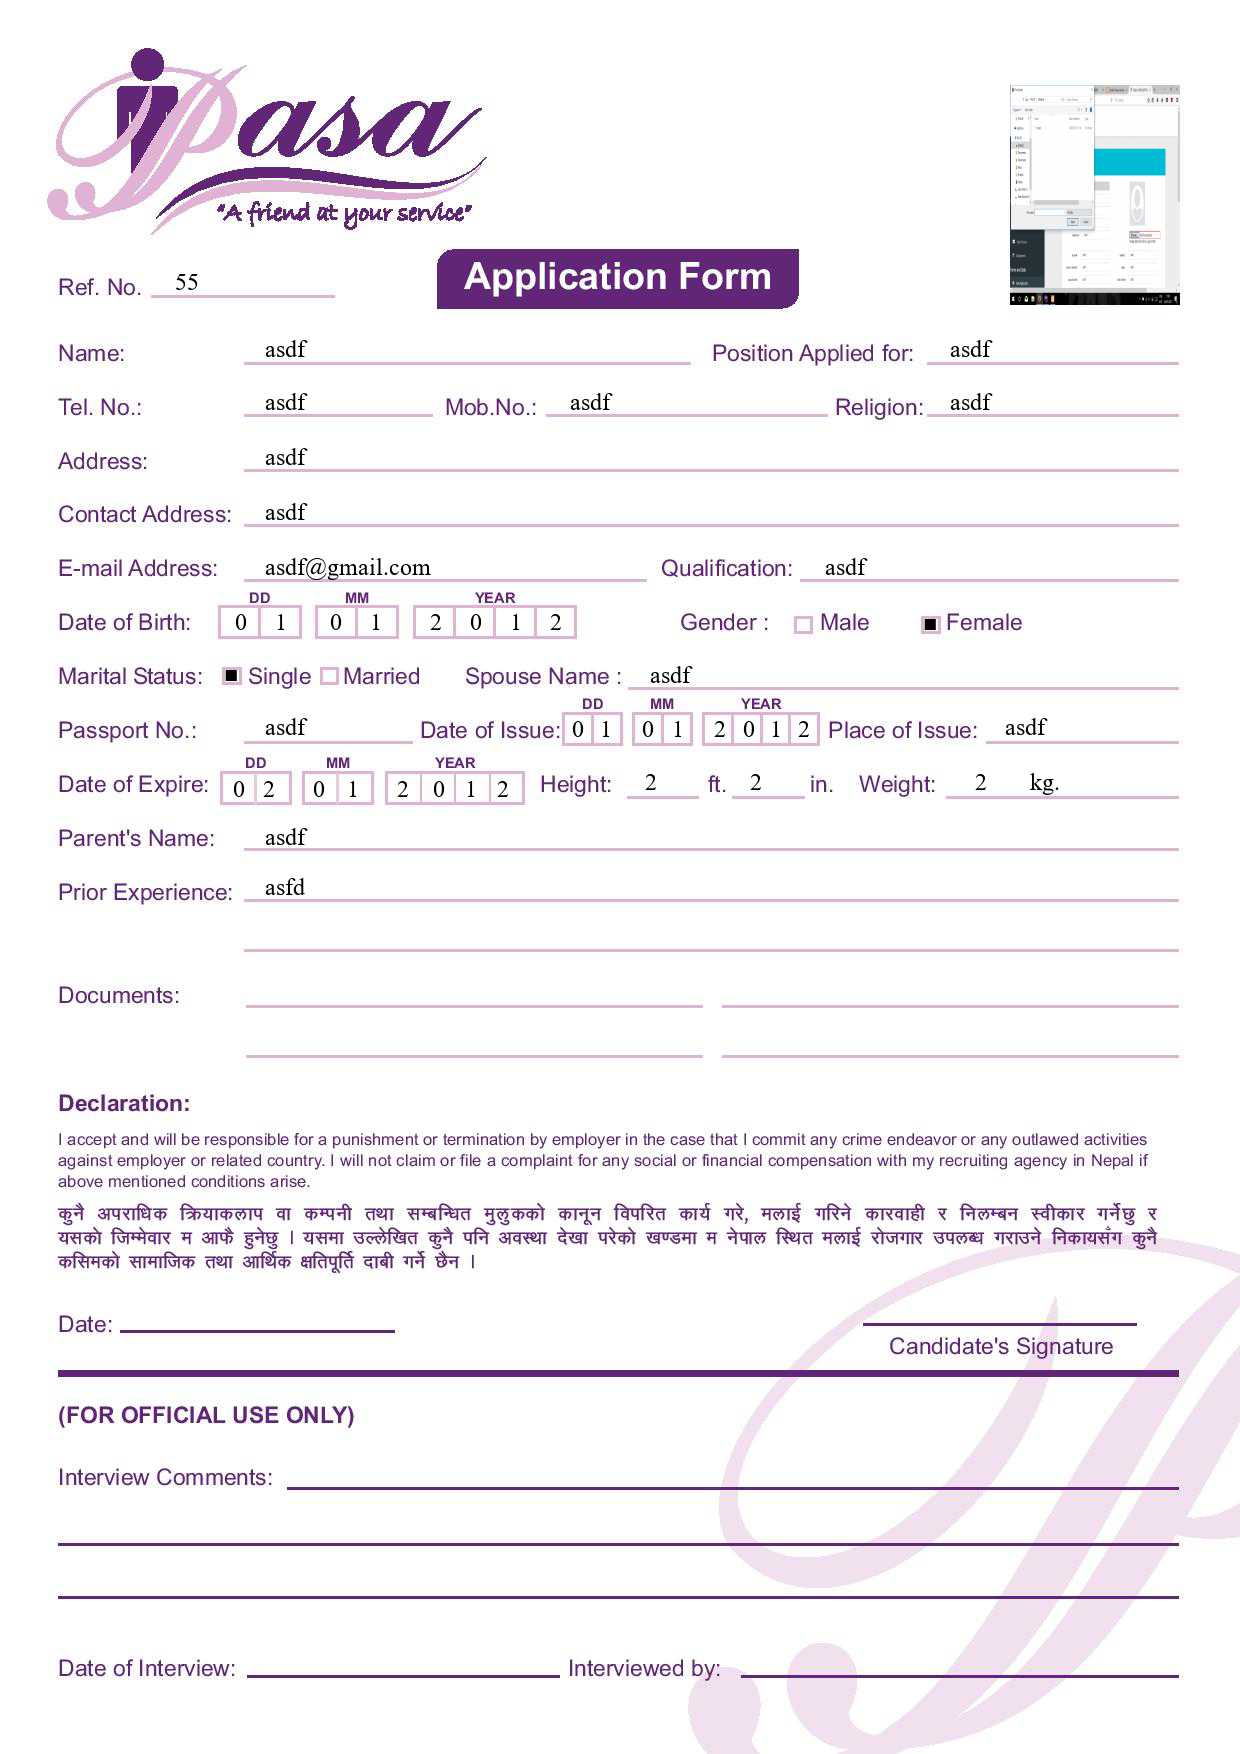 Pasa
“A friend at your service”
Ref. No. 55
Application Form
Name: asdf Position Applied for: asdf
Tel. No.: asdf Mob.No.: asdf Religion: asdf
Address: asdf
Contact Address: asdf
E-mail Address: asdf@gmail.com Qualification: asdf
DD MM YEAR
Date of Birth: 0 1 0 1 2 0 1 2 Gender : Male Female
Marital Status: Single Married Spouse Name : asdf
DD MM YEAR
Passport No.: asdf Date of Issue: 0 1 0 1 2 0 1 2 Place of Issue: asdf
DD MM YEAR
Date of Expire: 0 2 0 1 2 0 1 2 Height: 2 ft. 2 in. Weight: 2 kg.
Parent's Name: asdf
Prior Experience: asfd
Documents:
Declaration:
I accept and will be responsible for a punishment or termination by employer in the case that I commit any crime endeavor or any outlawed activities
against employer or related country. I will not claim or file a complaint for any social or financial compensation with my recruiting agency in Nepal if
above mentioned conditions arise.
कुनै अपराधिक क्रियाकलाप वा कम्पनी तथा सम्बन्धित मुलुकको कानून विपरित कार्य गरे, मलाई गरिने कारवाही र निलम्बन स्वीकार गर्नेछु र
यसको जिम्मेवार म आफै हुनेछु । यसमा उल्लेखित कुनै पनि अवस्था देखा परेको खण्डमा म नेपाल स्थित मलाई रोजगार उपलब्ध गराउने निकायसँग कुनै
कसिमको सामाजिक तथा आर्थिक क्षतिपूर्ति दाबी गर्ने छैन ।
Date:
Candidate's Signature
(FOR OFFICIAL USE ONLY)
Interview Comments:
Date of Interview: Interviewed by: